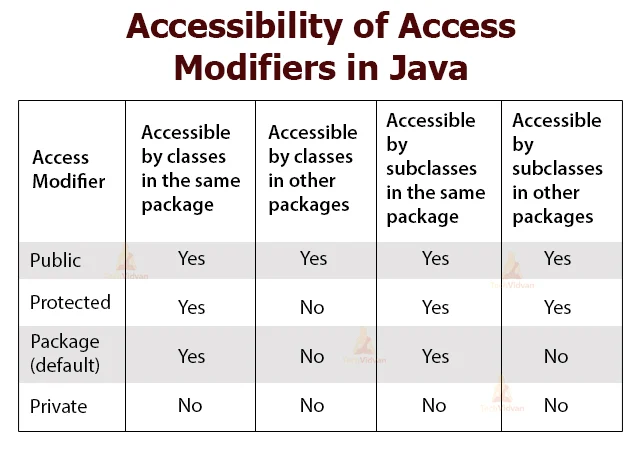 Accessibility of Access
Modifiers in Java
Access
Modifier
Accessible
by classes
in the same
package
Accessible
by classes
in other
packages
Accessible
by
subclasses
in the same
package
Accessible
by
subclasses
in other
packages
Public Yes Yes Yes Yes
Protected Yes No Yes Yes
Package
(default) Yes No Yes No
Private No No No No